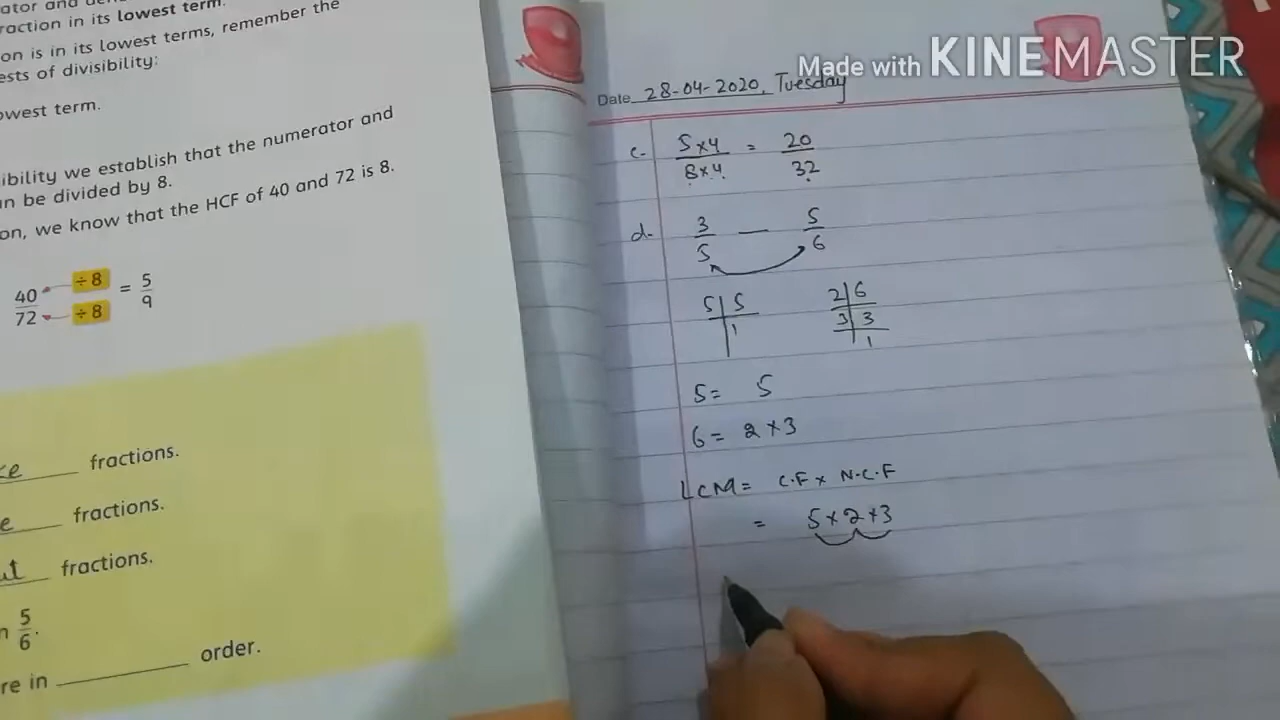 ator and
raction in its lowest term.
on is in its lowest terms, remember the
ests of divisibility:
owest term.
ibility we establish that the numerator and
n be divided by 8.
on, we know that the HCF of 40 and 72 is 8.
40 ÷8 = 5
72 ÷8 9
fractions.
fractions.
fractions.
n 5/6.
re in ________ order.
Made with KINEMASTER
Date 28-04-2020, Tuesday
c. 5×4 = 20
8×4 32
d. 3 — 5
5 6
5 5 2 6
1 3 3
1
5= 5
6= 2×3
LCM= C.F × N.C.F
= 5×2×3